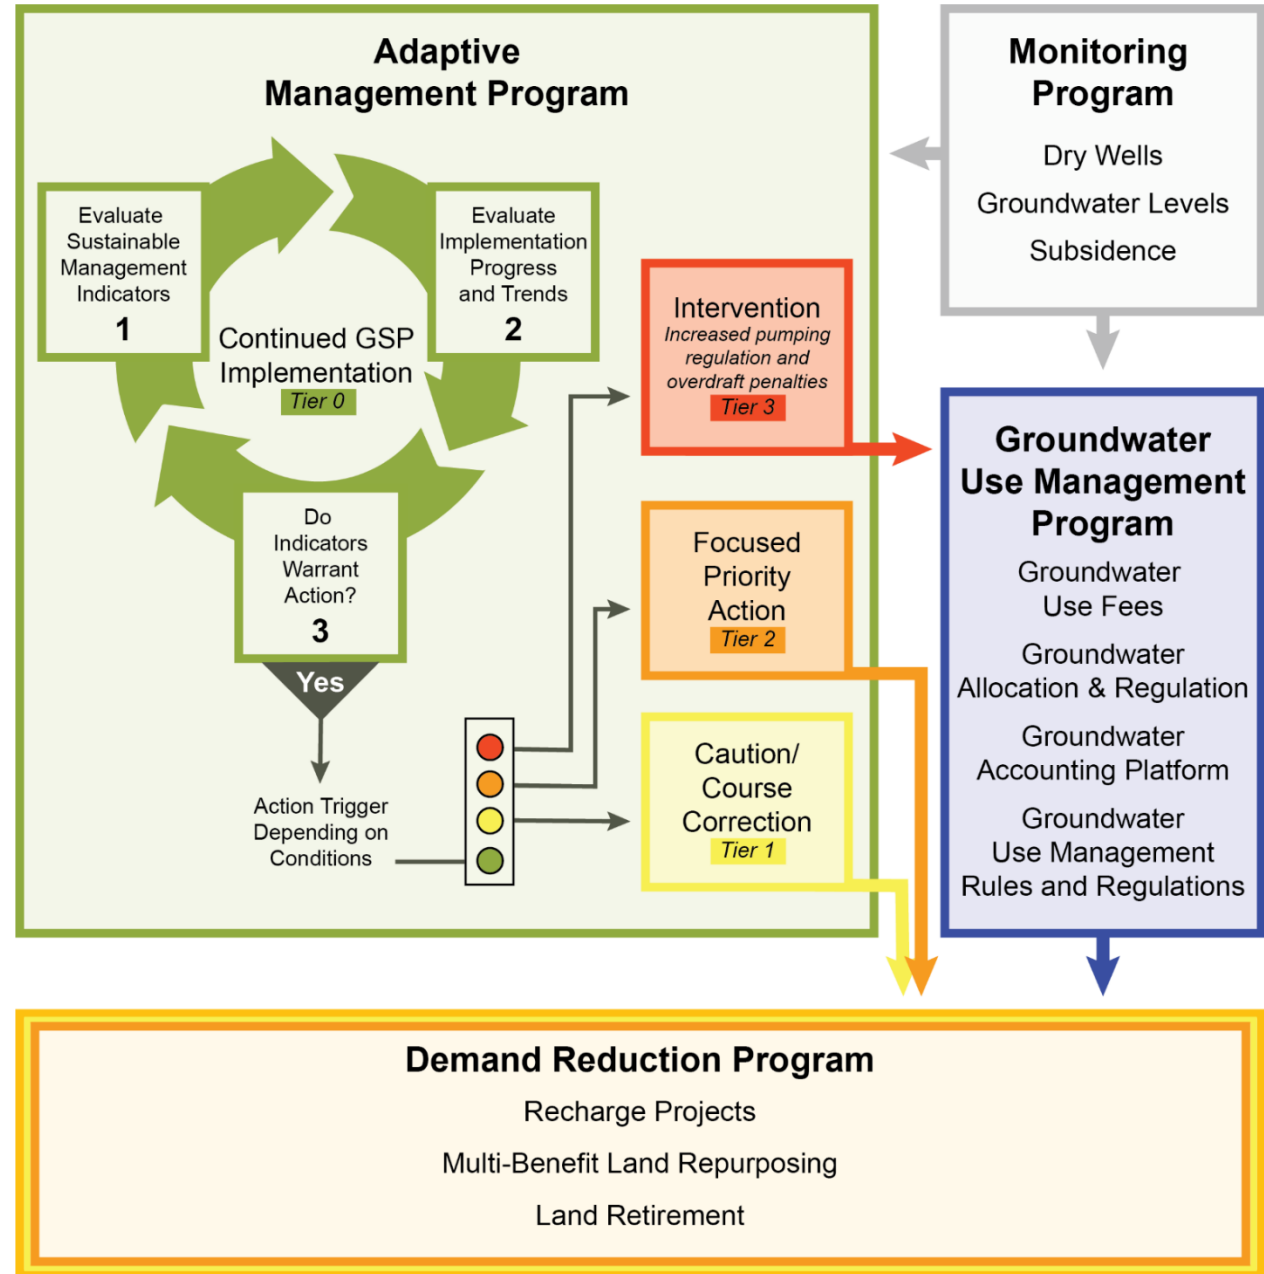 Adaptive
Management Program
Evaluate
Sustainable
Management
Indicators
1
Evaluate
Implementation
Progress
and Trends
2
Continued GSP
Implementation
Tier 0
Do
Indicators
Warrant
Action?
3
Yes
Action Trigger
Depending on
Conditions
Intervention
Increased pumping
regulation and
overdraft penalties
Tier 3
Focused
Priority
Action
Tier 2
Caution/
Course
Correction
Tier 1
Monitoring
Program
Dry Wells
Groundwater Levels
Subsidence
Groundwater
Use Management
Program
Groundwater
Use Fees
Groundwater
Allocation & Regulation
Groundwater
Accounting Platform
Groundwater
Use Management
Rules and Regulations
Demand Reduction Program
Recharge Projects
Multi-Benefit Land Repurposing
Land Retirement